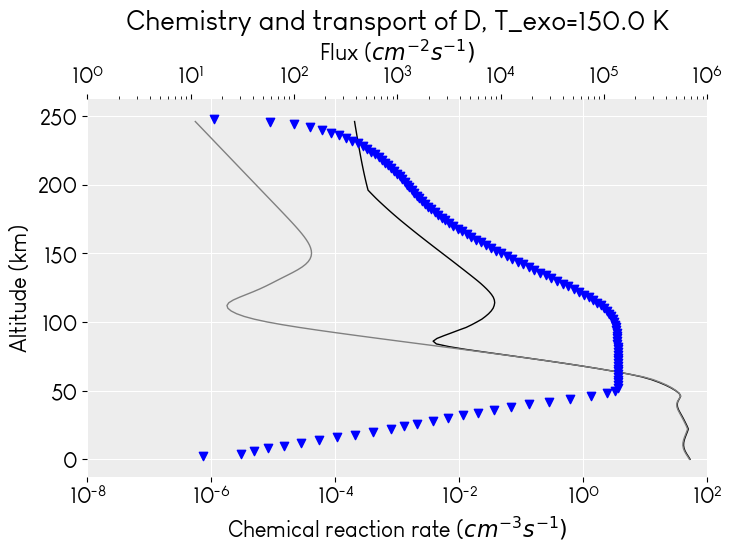 Chemistry and transport of D, T_exo=150.0 K
Flux (cm⁻²s⁻¹)
10⁰ 10¹ 10² 10³ 10⁴ 10⁵ 10⁶
250
200
150
100
50
0
Altitude (km)
10⁻⁸ 10⁻⁶ 10⁻⁴ 10⁻² 10⁰ 10²
Chemical reaction rate (cm⁻³s⁻¹)